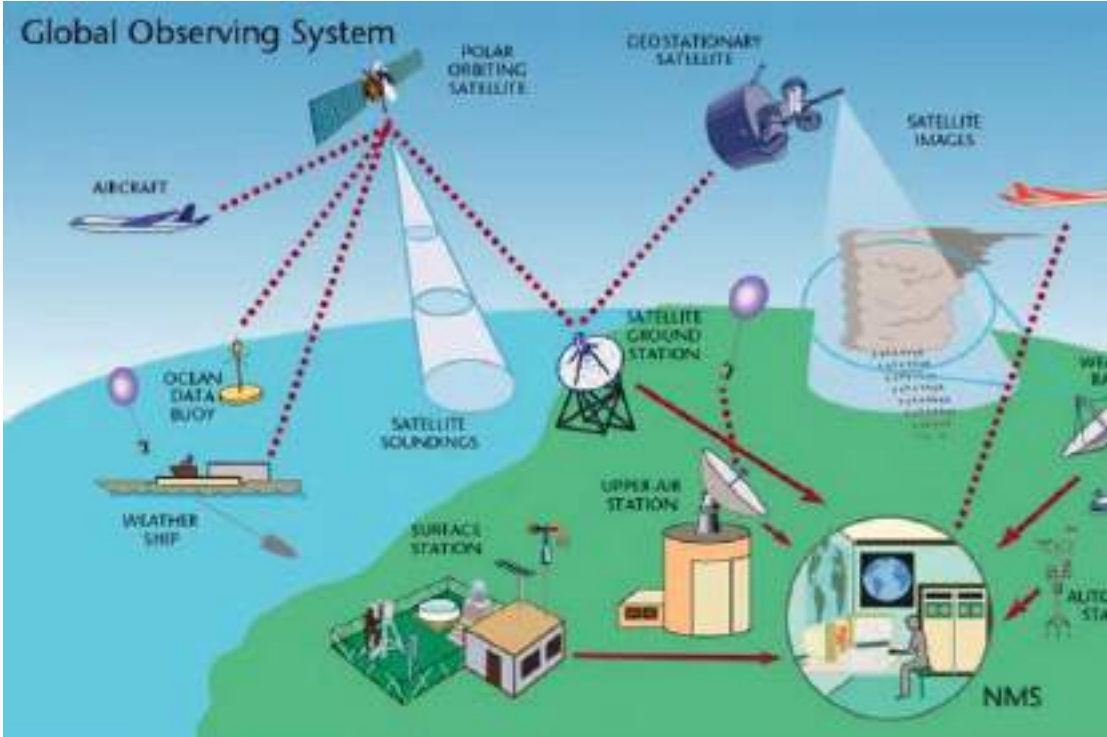 Global Observing System
POLAR
ORBITING
SATELLITE
GEOSTATIONARY
SATELLITE
SATELLITE
IMAGES
AIRCRAFT
SATELLITE
GROUND
STATION
OCEAN
DATA
BUOY
SATELLITE
SOUNDINGS
WEATHER
SHIP
UPPER-AIR
STATION
SURFACE
STATION
NMS